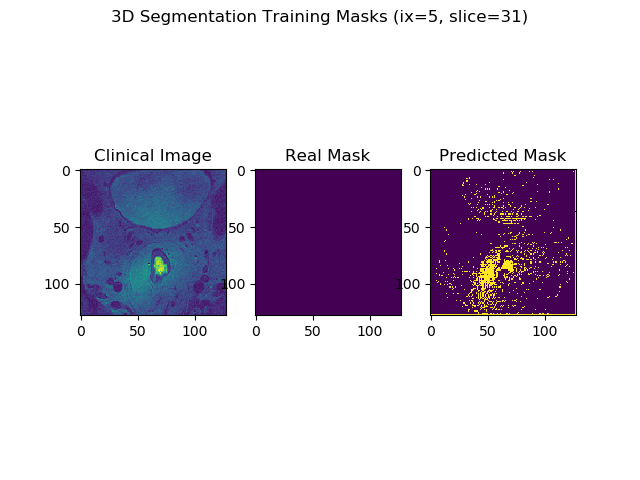 3D Segmentation Training Masks (ix=5, slice=31)
Clinical Image Real Mask Predicted Mask
0 0 0
50 50 50
100 100 100
0 50 100 0 50 100 0 50 100